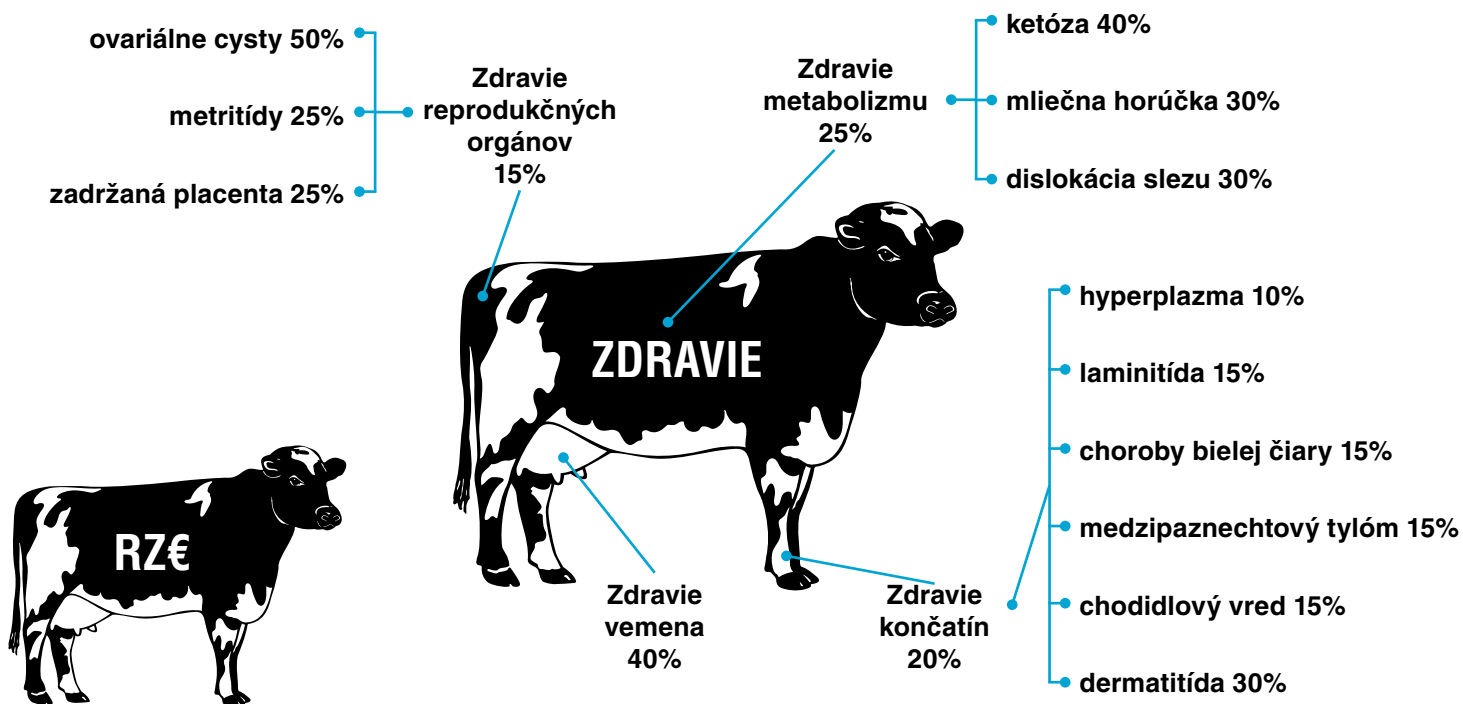 ovariálne cysty 50%
metritídy 25%
zadržaná placenta 25%
Zdravie
reprodukčných
orgánov
15%
Zdravie
metabolizmu
25%
ketóza 40%
mliečna horúčka 30%
dislokácia slezu 30%
ZDRAVIE
RZ€
Zdravie
vemena
40%
Zdravie
končatín
20%
hyperplazma 10%
laminitída 15%
choroby bielej čiary 15%
medzipaznechtový tylóm 15%
chodidlový vred 15%
dermatitída 30%